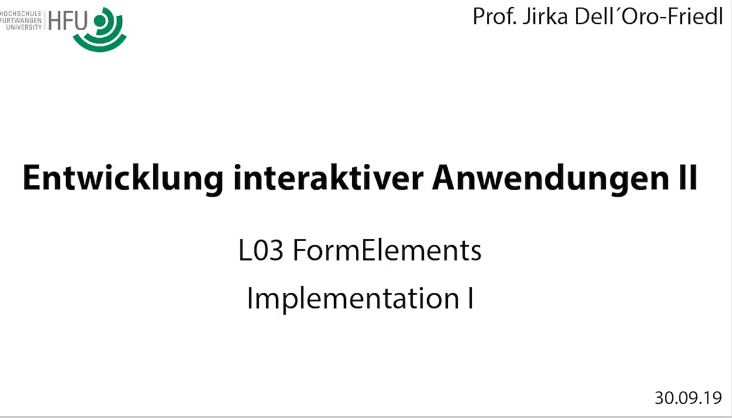 HOCHSCHULE
FURTWANGEN
UNIVERSITY
HFU
Prof. Jirka Dell´Oro-Friedl
Entwicklung interaktiver Anwendungen II
L03 FormElements
Implementation I
30.09.19